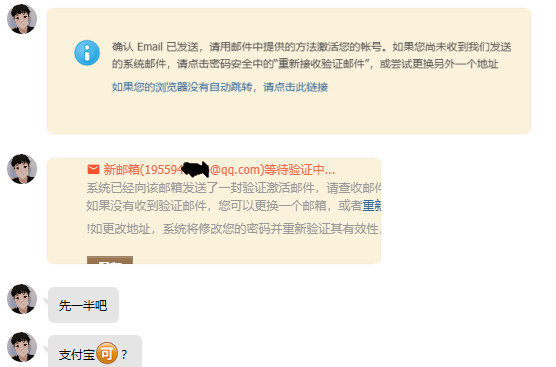 确认 Email 已发送，请用邮件中提供的方法激活您的帐号。如果您尚未收到我们发送
的系统邮件，请点击密码安全中的"重新接收验证邮件"，或尝试更换另外一个地址
如果您的浏览器没有自动跳转，请点击此链接
新邮箱(19559 @qq.com)等待验证中...
系统已经向该邮箱发送了一封验证激活邮件，请查收邮件
如果没有收到验证邮件，您可以更换一个邮箱，或者重新
!如更改地址，系统将修改您的密码并重新验证其有效性，
先一半吧
支付宝可？